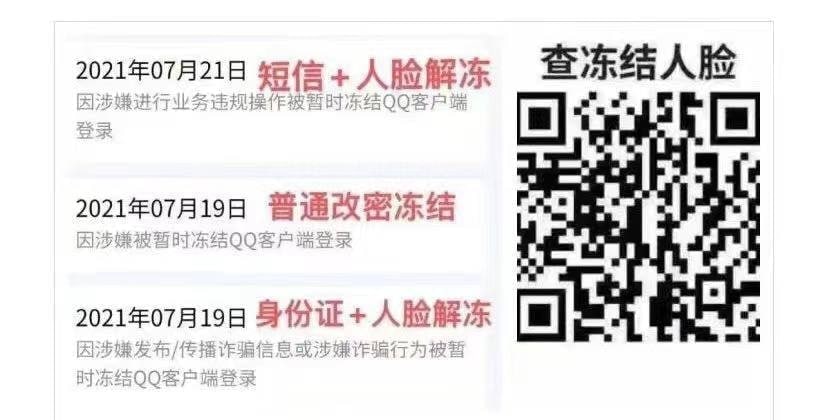 2021年07月21日 短信+人脸解冻
因涉嫌进行业务违规操作被暂时冻结QQ客户端
登录
2021年07月19日 普通改密冻结
因涉嫌被暂时冻结QQ客户端登录
2021年07月19日 身份证+人脸解冻
因涉嫌发布/传播诈骗信息或涉嫌诈骗行为被暂
时冻结QQ客户端登录
查冻结人脸